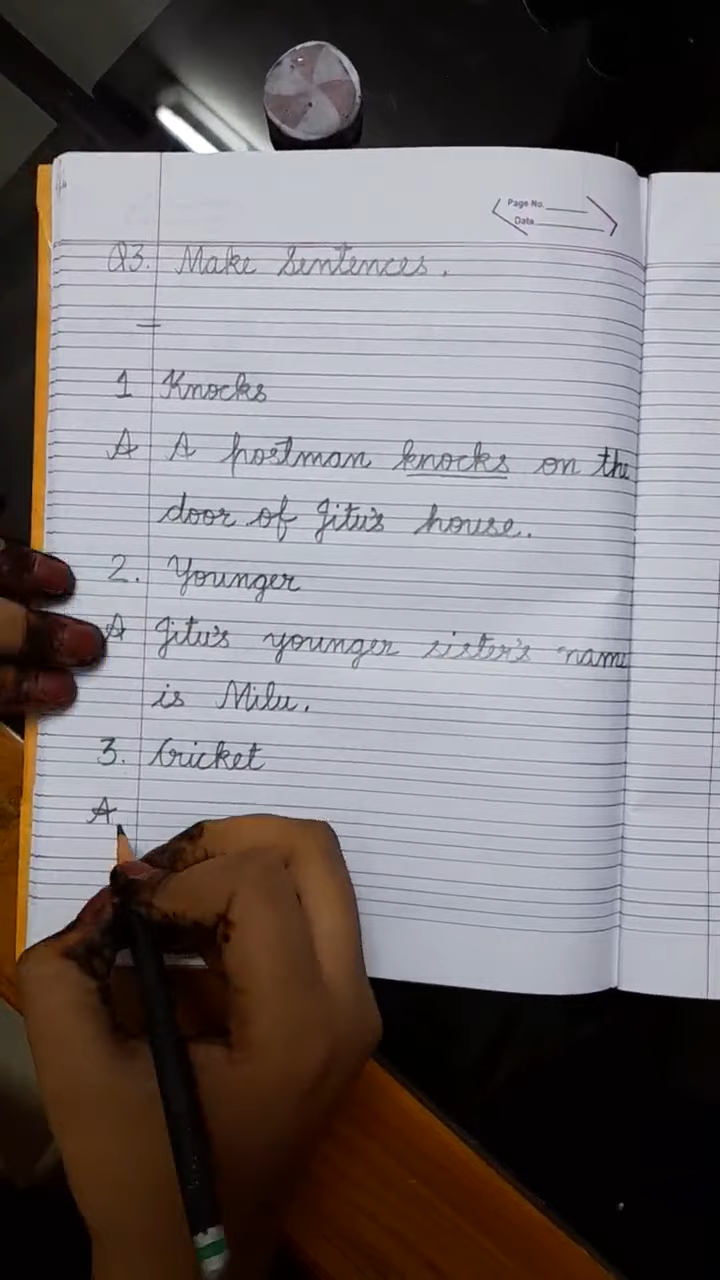 Page No.
Date
Q3. Make Sentences.
1 Knocks
A A postman knocks on the
door of Jitu's house.
2. Younger
A Jitu's younger sister's name
is Milu.
3. Cricket
A